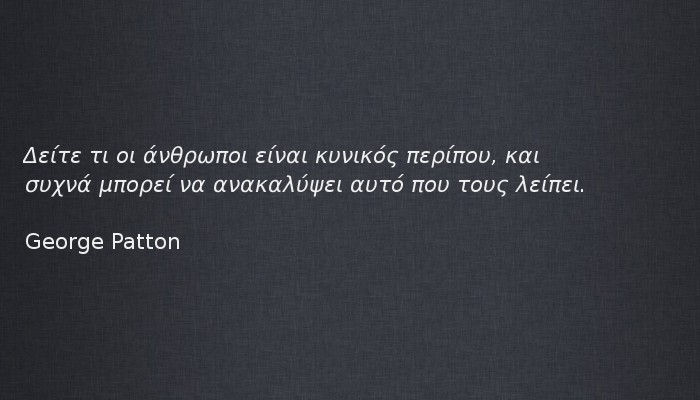 Δείτε τι οι άνθρωποι είναι κυνικός περίπου, και
συχνά μπορεί να ανακαλύψει αυτό που τους λείπει.
George Patton